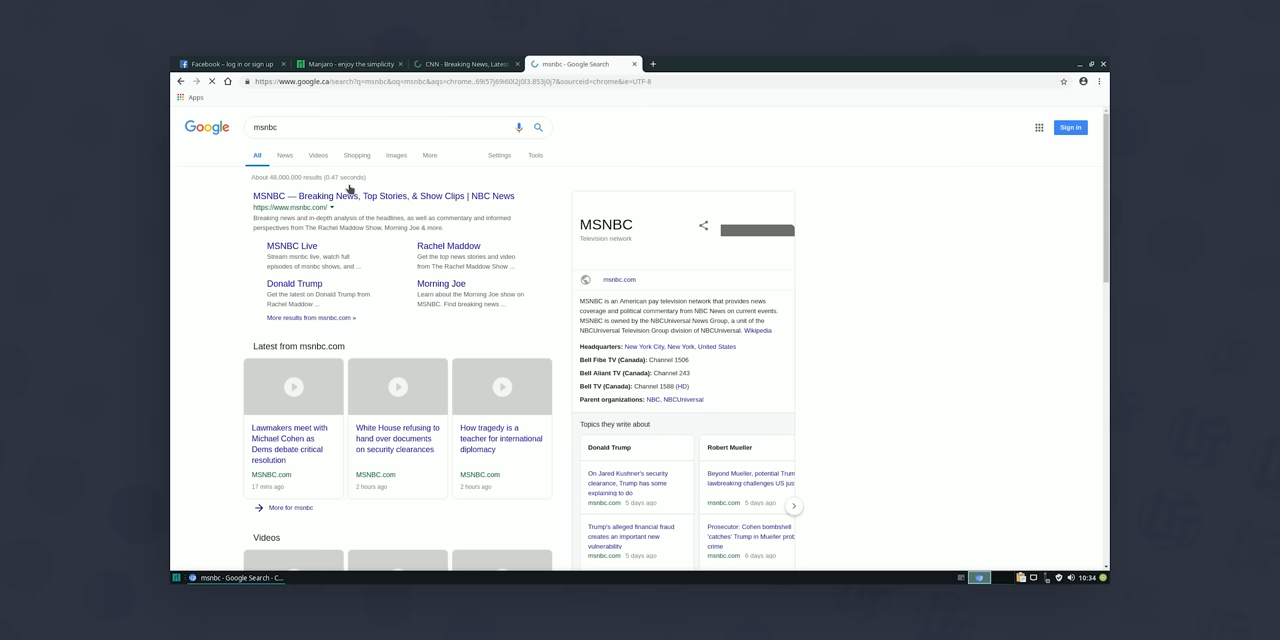 Facebook – log in or sign up
Manjaro - enjoy the simplicity
CNN - Breaking News, Lates
msnbc - Google Search
https://www.google.ca/search?q=msnbc&oq=msnbc&aqs=chrome..69i57j69i60l2j0l3.853j0j7&sourceid=chrome&ie=UTF-8
Apps
Google
msnbc
Sign in
All
News
Videos
Shopping
Images
More
Settings
Tools
About 48,000,000 results (0.47 seconds)
MSNBC — Breaking News, Top Stories, & Show Clips | NBC News
https://www.msnbc.com/
Breaking news and in-depth analysis of the headlines, as well as commentary and informed
perspectives from The Rachel Maddow Show, Morning Joe & more.
MSNBC Live
Stream msnbc live, watch full
episodes of msnbc shows, and ...
Rachel Maddow
Get the top news stories and video
from The Rachel Maddow Show ...
Donald Trump
Get the latest on Donald Trump from
Rachel Maddow ...
Morning Joe
Learn about the Morning Joe show on
MSNBC. Find breaking news ...
More results from msnbc.com »
Latest from msnbc.com
Lawmakers meet with
Michael Cohen as
Dems debate critical
resolution
MSNBC.com
17 mins ago
White House refusing to
hand over documents
on security clearances
MSNBC.com
2 hours ago
How tragedy is a
teacher for international
diplomacy
MSNBC.com
2 hours ago
More for msnbc
Videos
MSNBC
Television network
msnbc.com
MSNBC is an American pay television network that provides news
coverage and political commentary from NBC News on current events.
MSNBC is owned by the NBCUniversal News Group, a unit of the
NBCUniversal Television Group division of NBCUniversal. Wikipedia
Headquarters: New York City, New York, United States
Bell Fibe TV (Canada): Channel 1506
Bell Aliant TV (Canada): Channel 243
Bell TV (Canada): Channel 1588 (HD)
Parent organizations: NBC, NBCUniversal
Topics they write about
Donald Trump
On Jared Kushner's security
clearance, Trump has some
explaining to do
msnbc.com 5 days ago
Trump's alleged financial fraud
creates an important new
vulnerability
msnbc.com 5 days ago
Robert Mueller
Beyond Mueller, potential Trum
lawbreaking challenges US jus
msnbc.com 5 days ago
Prosecutor: Cohen bombshell
'catches' Trump in Mueller prob
crime
msnbc.com 6 days ago
msnbc - Google Search - C...
10:34